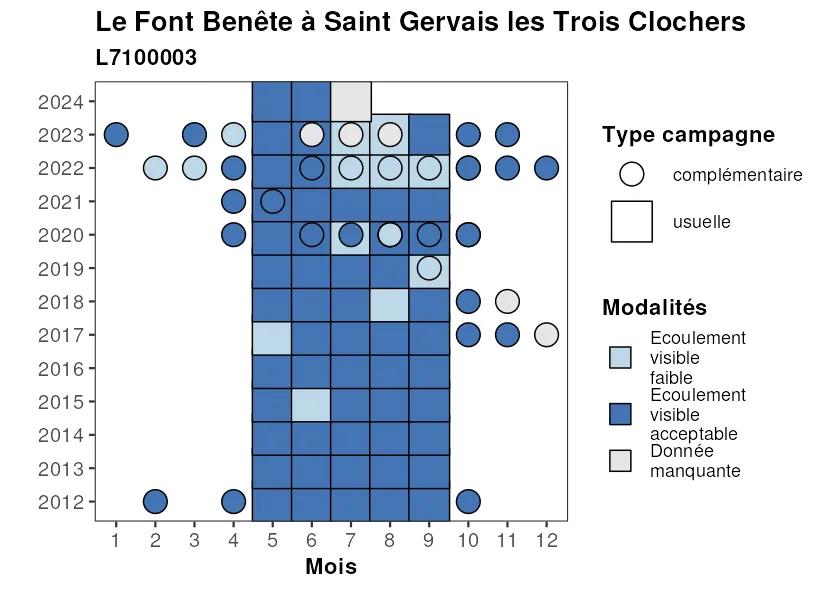 Le Font Benête à Saint Gervais les Trois Clochers
L7100003
2024
2023
2022
2021
2020
2019
2018
2017
2016
2015
2014
2013
2012
1 2 3 4 5 6 7 8 9 10 11 12
Mois
Type campagne
complémentaire
usuelle
Modalités
Ecoulement
visible
faible
Ecoulement
visible
acceptable
Donnée
manquante